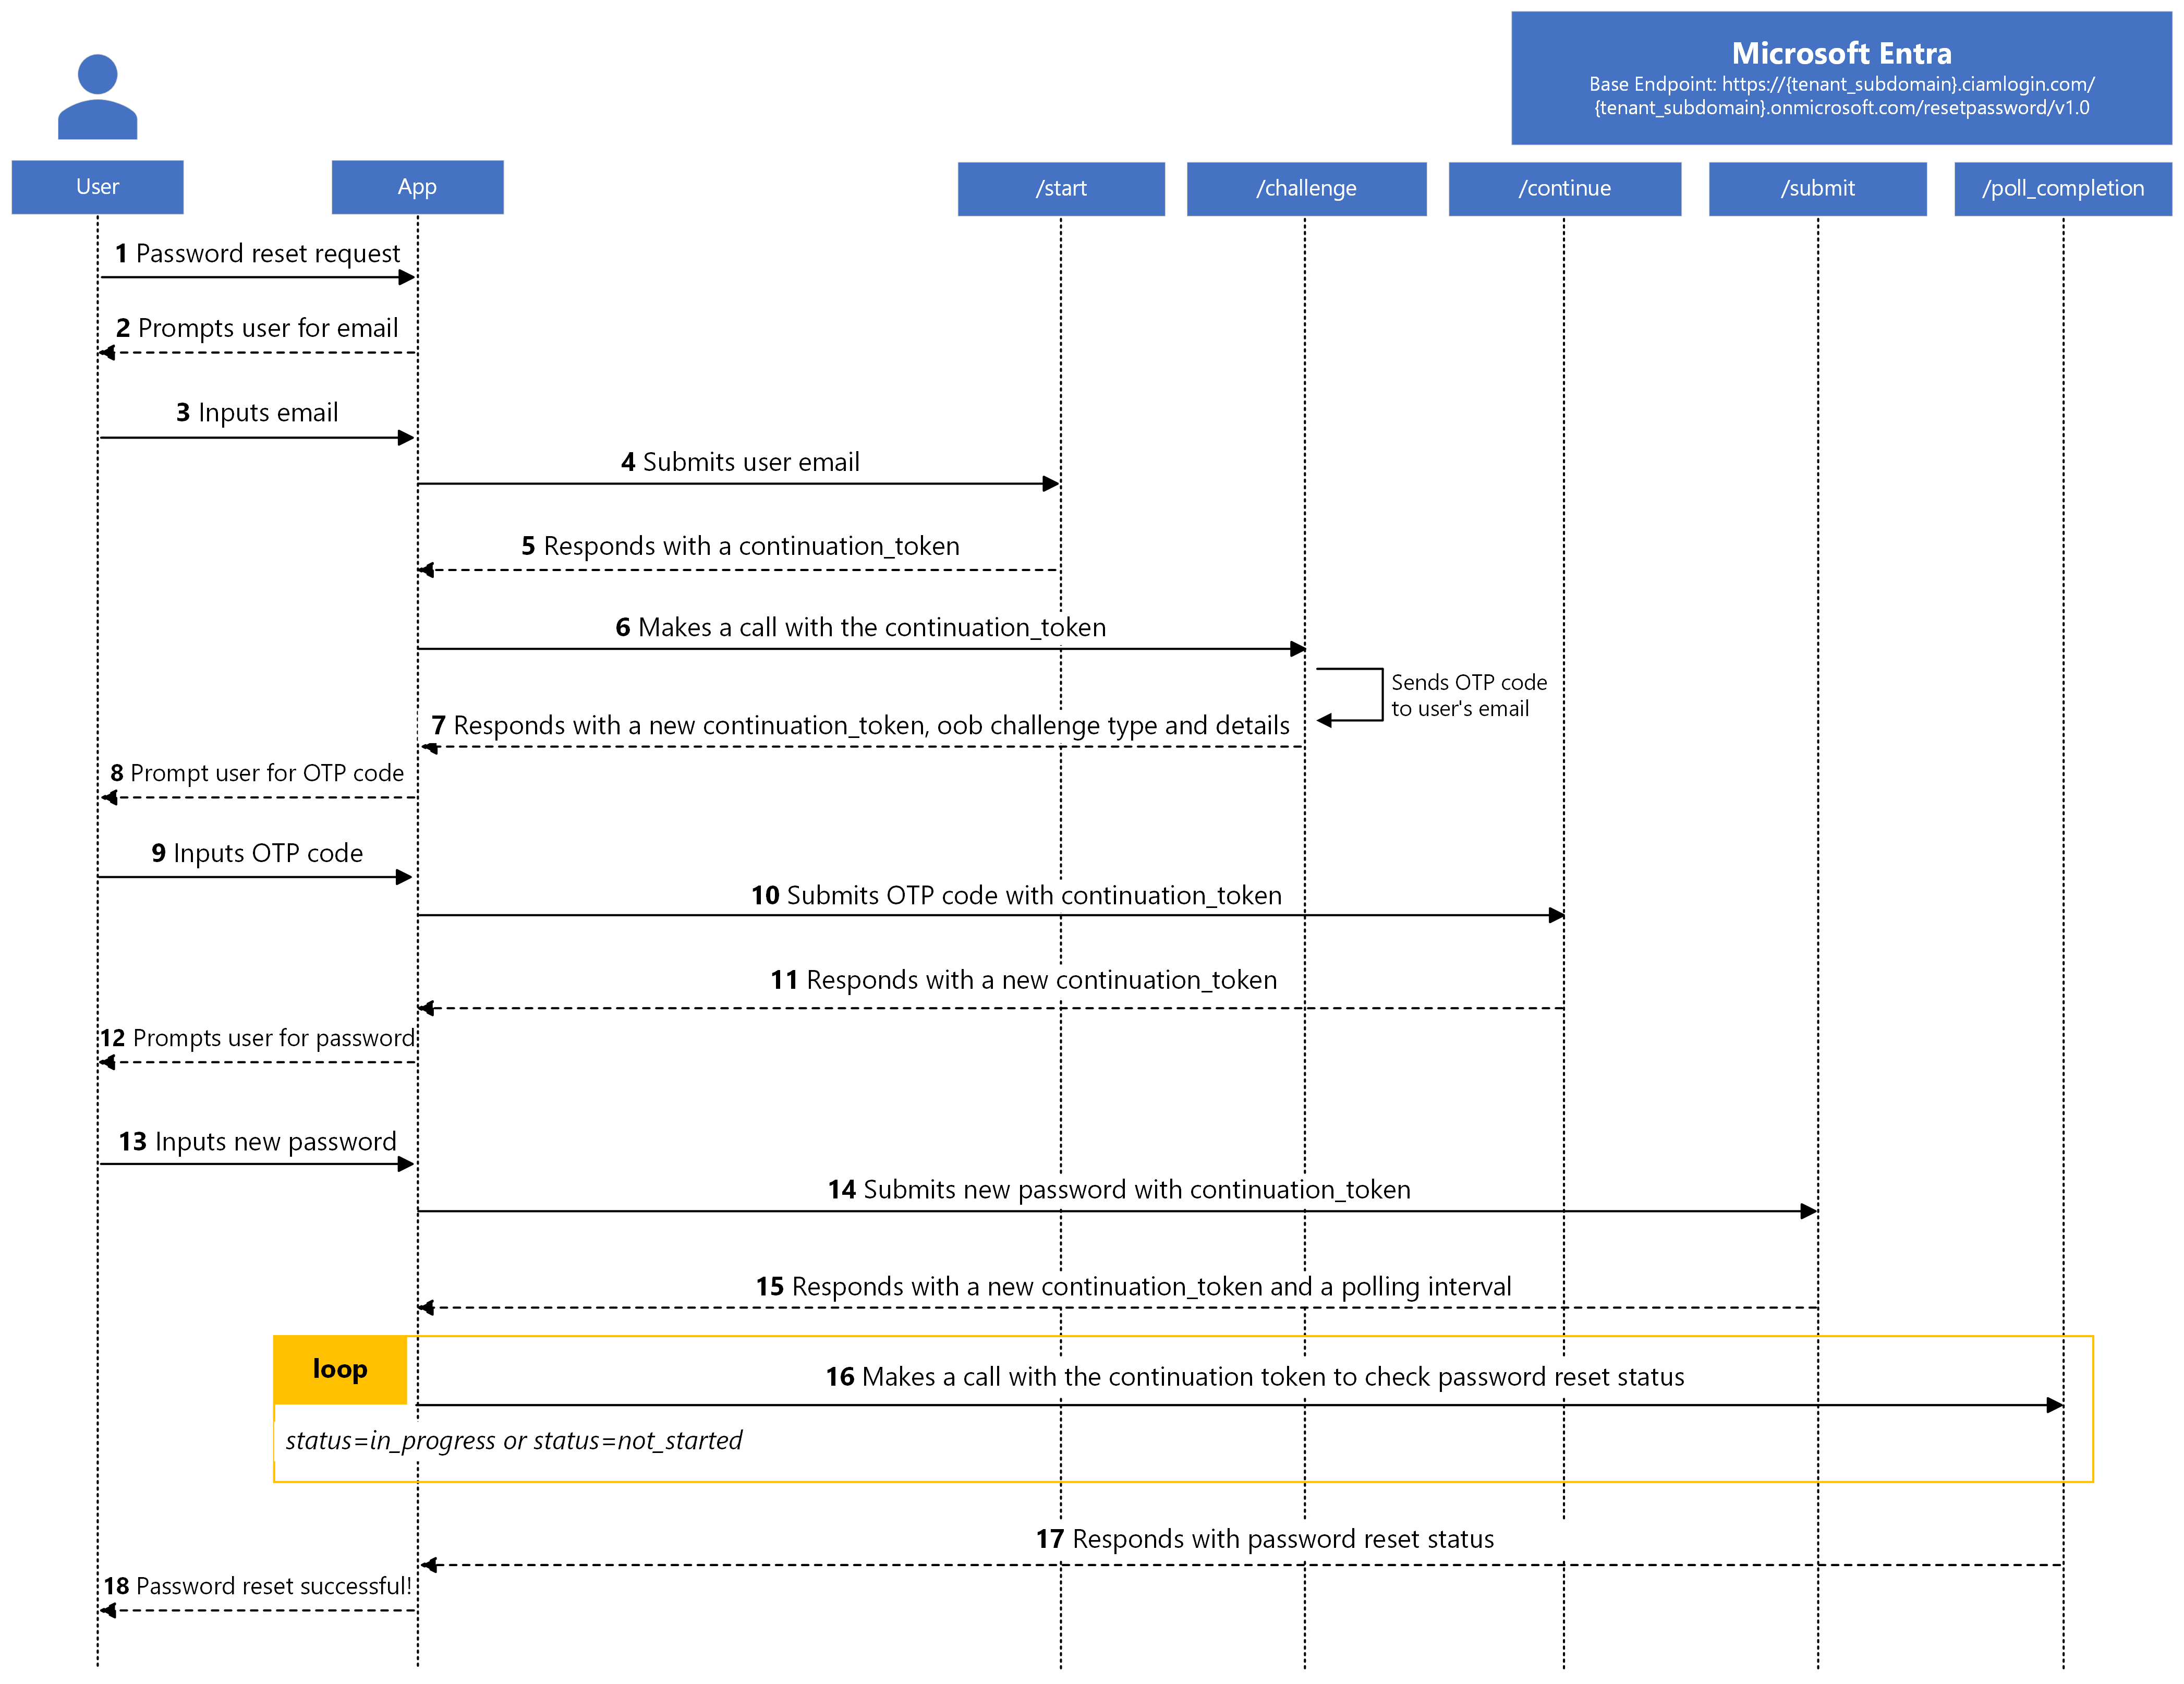 Microsoft Entra
Base Endpoint: https://{tenant_subdomain}.ciamlogin.com/
{tenant_subdomain}.onmicrosoft.com/resetpassword/v1.0
User
App
/start
/challenge
/continue
/submit
/poll_completion
1 Password reset request
2 Prompts user for email
3 Inputs email
4 Submits user email
5 Responds with a continuation_token
6 Makes a call with the continuation_token
Sends OTP code
to user's email
7 Responds with a new continuation_token, oob challenge type and details
8 Prompt user for OTP code
9 Inputs OTP code
10 Submits OTP code with continuation_token
11 Responds with a new continuation_token
12 Prompts user for password
13 Inputs new password
14 Submits new password with continuation_token
15 Responds with a new continuation_token and a polling interval
loop
16 Makes a call with the continuation token to check password reset status
status=in_progress or status=not_started
17 Responds with password reset status
18 Password reset successful!